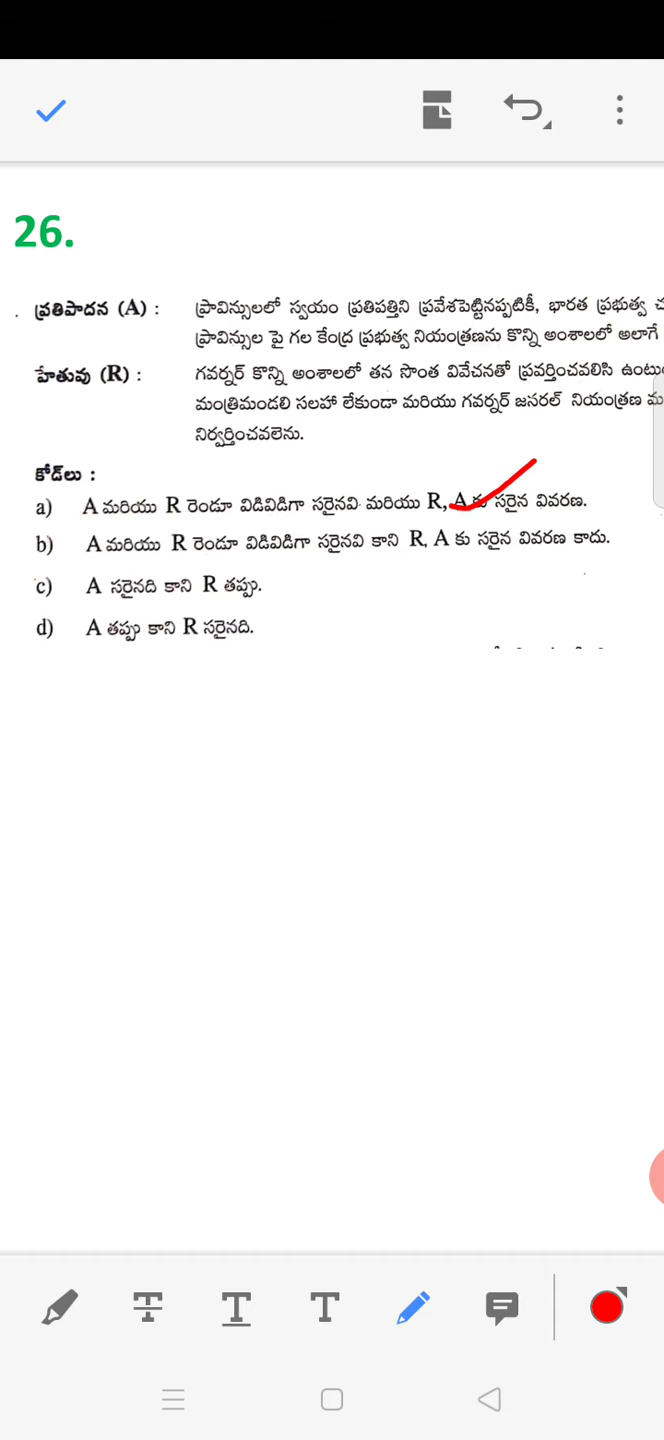 26.
. ప్రతిపాదన (A) : ప్రావిన్సులలో స్వయం ప్రతిపత్తిని ప్రవేశపెట్టినప్పటికీ, భారత ప్రభుత్వ
ప్రావిన్సుల పై గల కేంద్ర ప్రభుత్వ నియంత్రణను కొన్ని అంశాలలో అలాగే
హేతువు (R) : గవర్నర్ కొన్ని అంశాలలో తన సొంత వివేచనతో ప్రవర్తించవలిసి
మంత్రిమండలి సలహా లేకుండా మరియు గవర్నర్ జనరల్ నియంత్రణ
నిర్వర్తించవలెను.
కోడ్‌లు :
a) A మరియు R రెండూ విడివిడిగా సరైనవి మరియు R, A కు సరైన వివరణ.
b) A మరియు R రెండూ విడివిడిగా సరైనవి కాని R, A కు సరైన వివరణ కాదు.
c) A సరైనది కాని R తప్పు.
d) A తప్పు కాని R సరైనది.
T T T